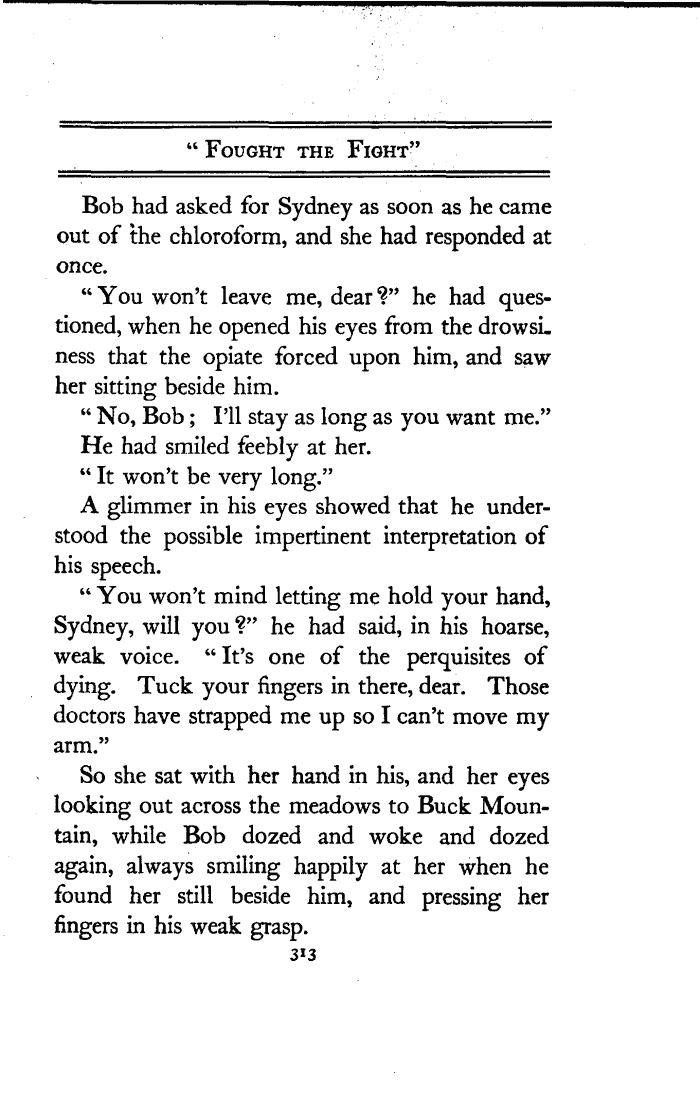 “ Fought the Fight”
Bob had asked for Sydney as soon as he came
out of the chloroform, and she had responded at
once.
“ You won’t leave me, dear?” he had ques-
tioned, when he opened his eyes from the drowsi-
ness that the opiate forced upon him, and saw
her sitting beside him.
“ No, Bob ; I’ll stay as long as you want me.”
He had smiled feebly at her.
“ It won’t be very long.”
A glimmer in his eyes showed that he under-
stood the possible impertinent interpretation of
his speech.
“ You won’t mind letting me hold your hand,
Sydney, will you?” he had said, in his hoarse,
weak voice. “ It’s one of the perquisites of
dying. Tuck your fingers in there, dear. Those
doctors have strapped me up so I can’t move my
arm.”
So she sat with her hand in his, and her eyes
looking out across the meadows to Buck Moun-
tain, while Bob dozed and woke and dozed
again, always smiling happily at her when he
found her still beside him, and pressing her
fingers in his weak grasp.
313